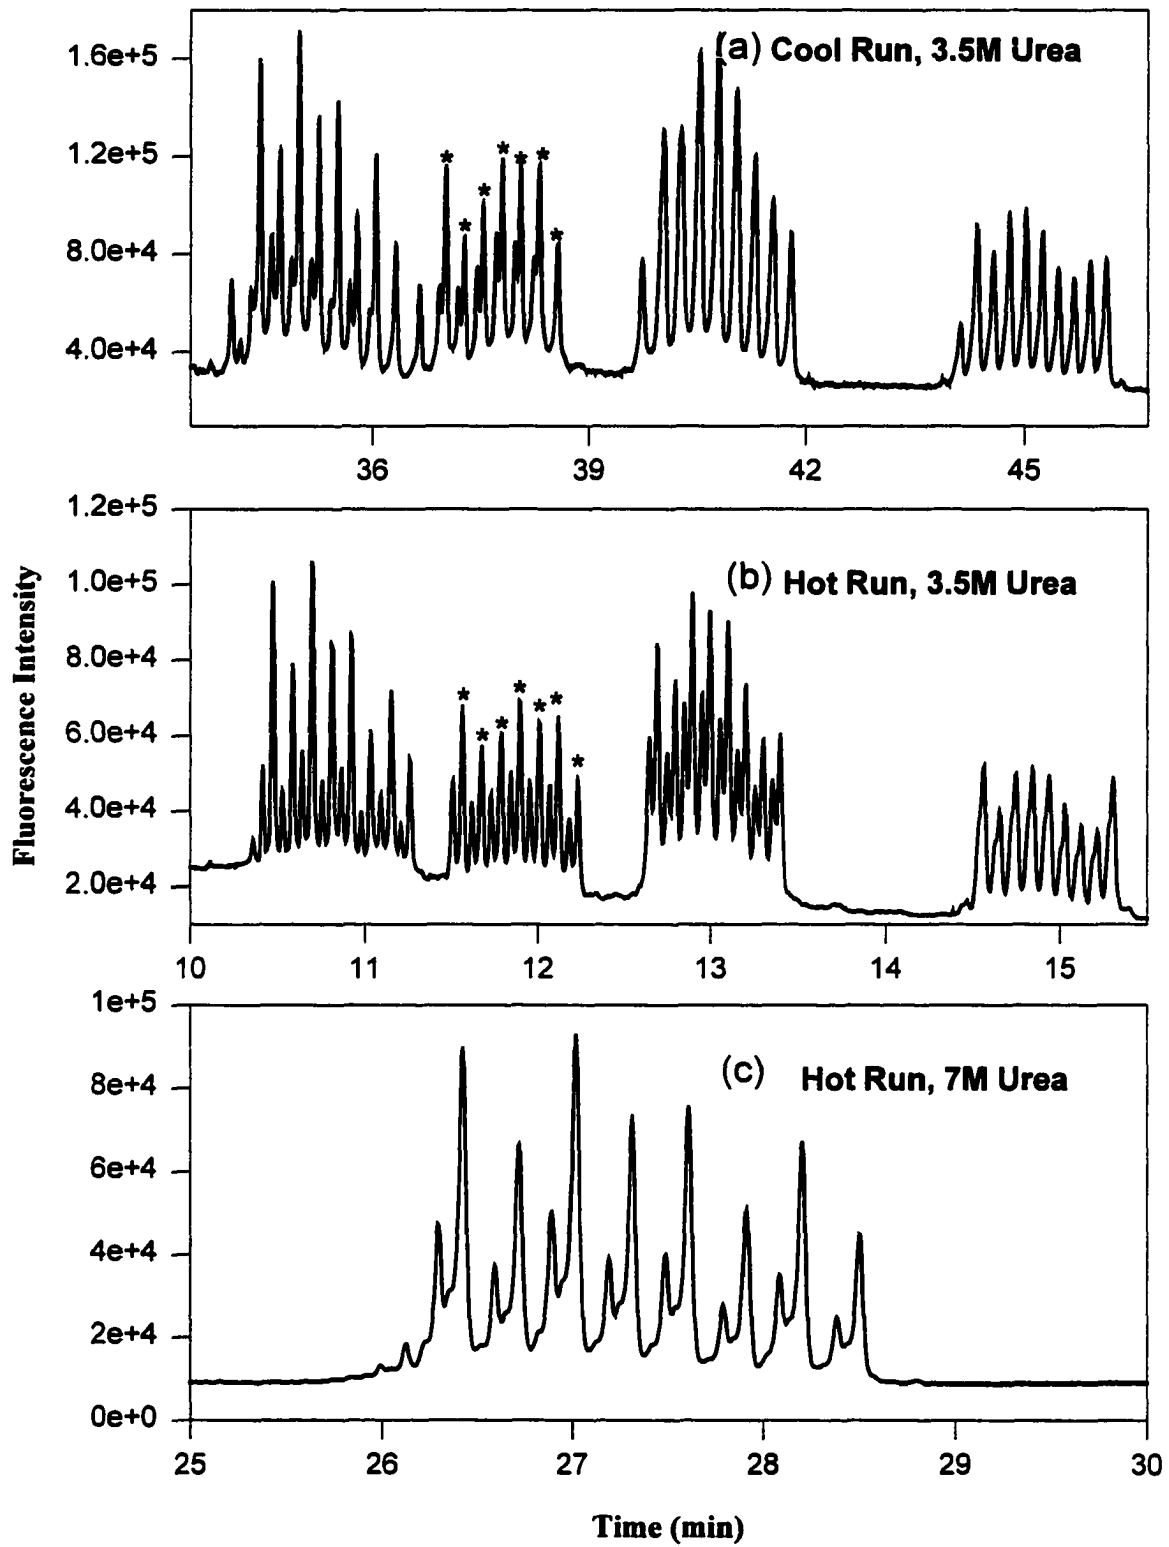 (a) Cool Run, 3.5M Urea
1.6e+5
1.2e+5
* * * * * * *
8.0e+4
4.0e+4
36 39 42 45
1.2e+5
(b) Hot Run, 3.5M Urea
1.0e+5
8.0e+4
* * * * * * *
6.0e+4
4.0e+4
2.0e+4
10 11 12 13 14 15
Fluorescence Intensity
1e+5
(c) Hot Run, 7M Urea
8e+4
6e+4
4e+4
2e+4
0e+0
25 26 27 28 29 30
Time (min)